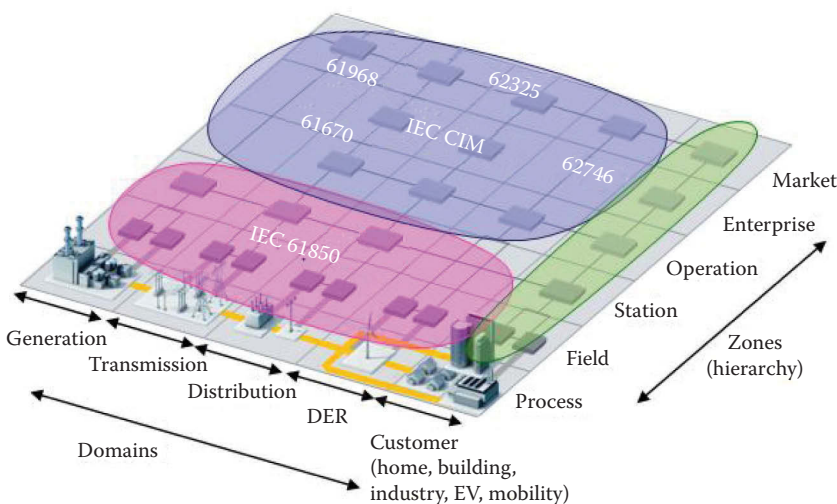 61968
62325
61670
IEC CIM
62746
IEC 61850
Market
Enterprise
Operation
Station
Field
Process
Zones
(hierarchy)
Generation
Transmission
Distribution
DER
Customer
(home, building,
industry, EV, mobility)
Domains